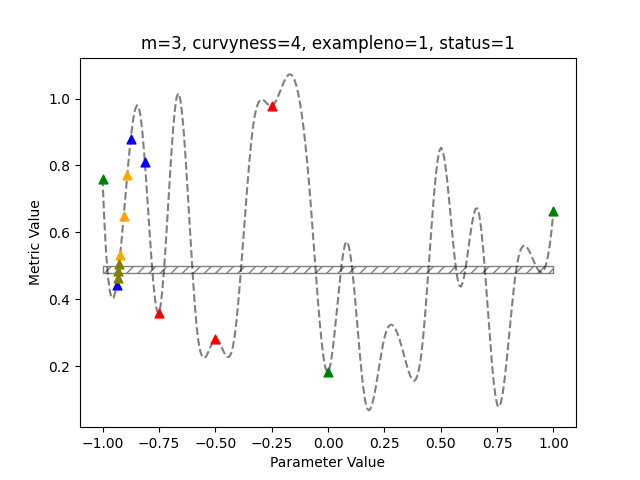 m=3, curvyness=4, exampleno=1, status=1
Metric Value
1.0
0.8
0.6
0.4
0.2
−1.00 −0.75 −0.50 −0.25 0.00 0.25 0.50 0.75 1.00
Parameter Value